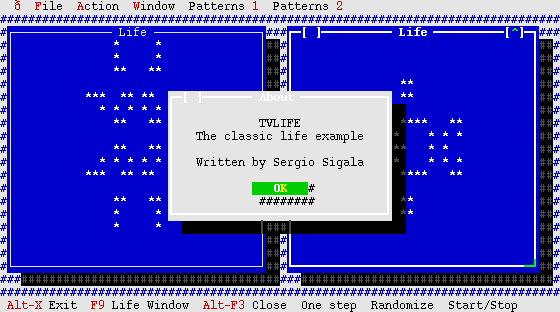 ≡ File Action Window Patterns 1 Patterns 2
Life
[ ] Life [^]
[ ] About
TVLIFE
The classic life example
Written by Sergio Sigala
OK
Alt-X Exit F9 Life Window Alt-F3 Close One step Randomize Start/Stop